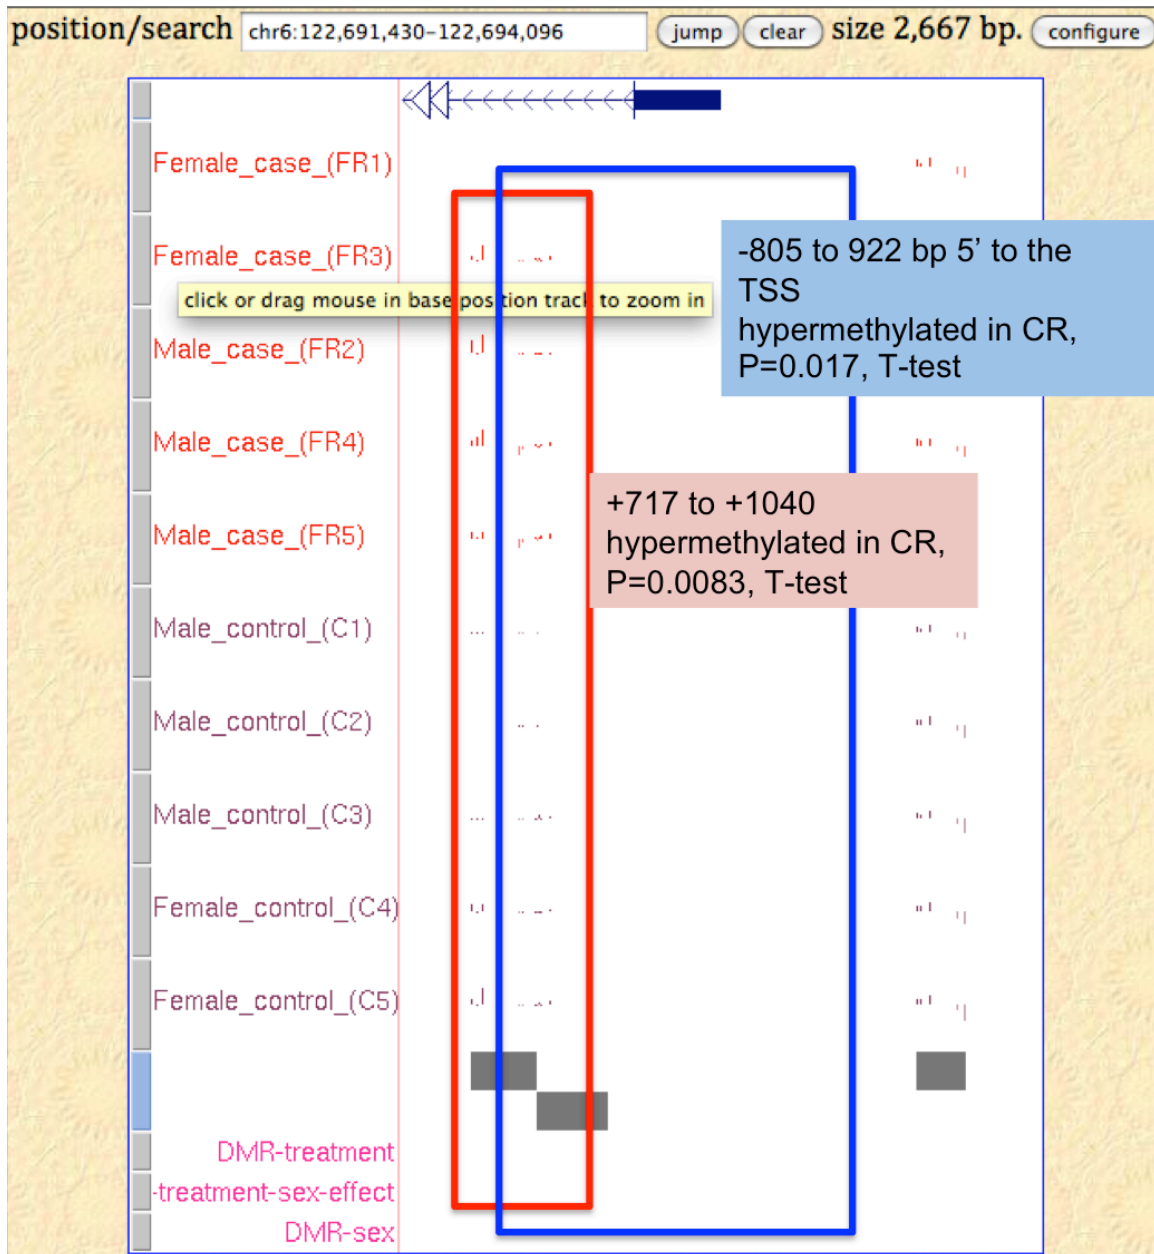 position/search chr6:122,691,430-122,694,096 jump clear size 2,667 bp. configure
Female_case_(FR1)
Female_case_(FR3)
click or drag mouse in base position track to zoom in
Male_case_(FR2)
Male_case_(FR4)
Male_case_(FR5)
Male_control_(C1)
Male_control_(C2)
Male_control_(C3)
Female_control_(C4)
Female_control_(C5)
DMR-treatment
-treatment-sex-effect
DMR-sex
-805 to 922 bp 5’ to the
TSS
hypermethylated in CR,
P=0.017, T-test
+717 to +1040
hypermethylated in CR,
P=0.0083, T-test